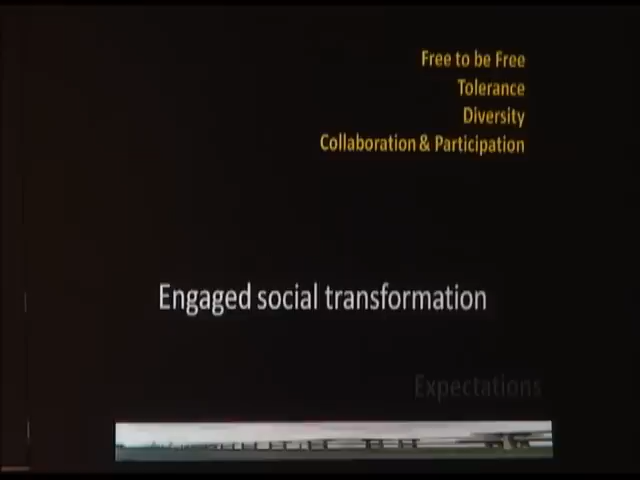 Free to be Free
Tolerance
Diversity
Collaboration & Participation
Engaged social transformation
Expectations